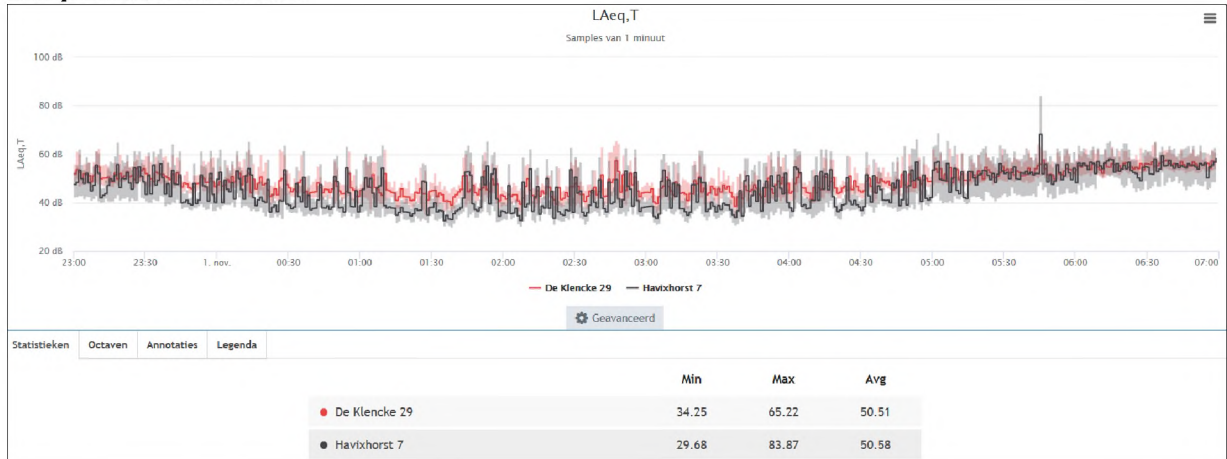 LAeq,T
Samples van 1 minuut
100 dB
80 dB
60 dB
40 dB
20 dB
LAeq,T
23:00 23:30 1. nov. 00:30 01:00 01:30 02:00 02:30 03:00 03:30 04:00 04:30 05:00 05:30 06:00 06:30 07:00
De Klencke 29 Havixhorst 7
Geavanceerd
Statistieken Octaven Annotaties Legenda
Min Max Avg
De Klencke 29 34.25 65.22 50.51
Havixhorst 7 29.68 83.87 50.58